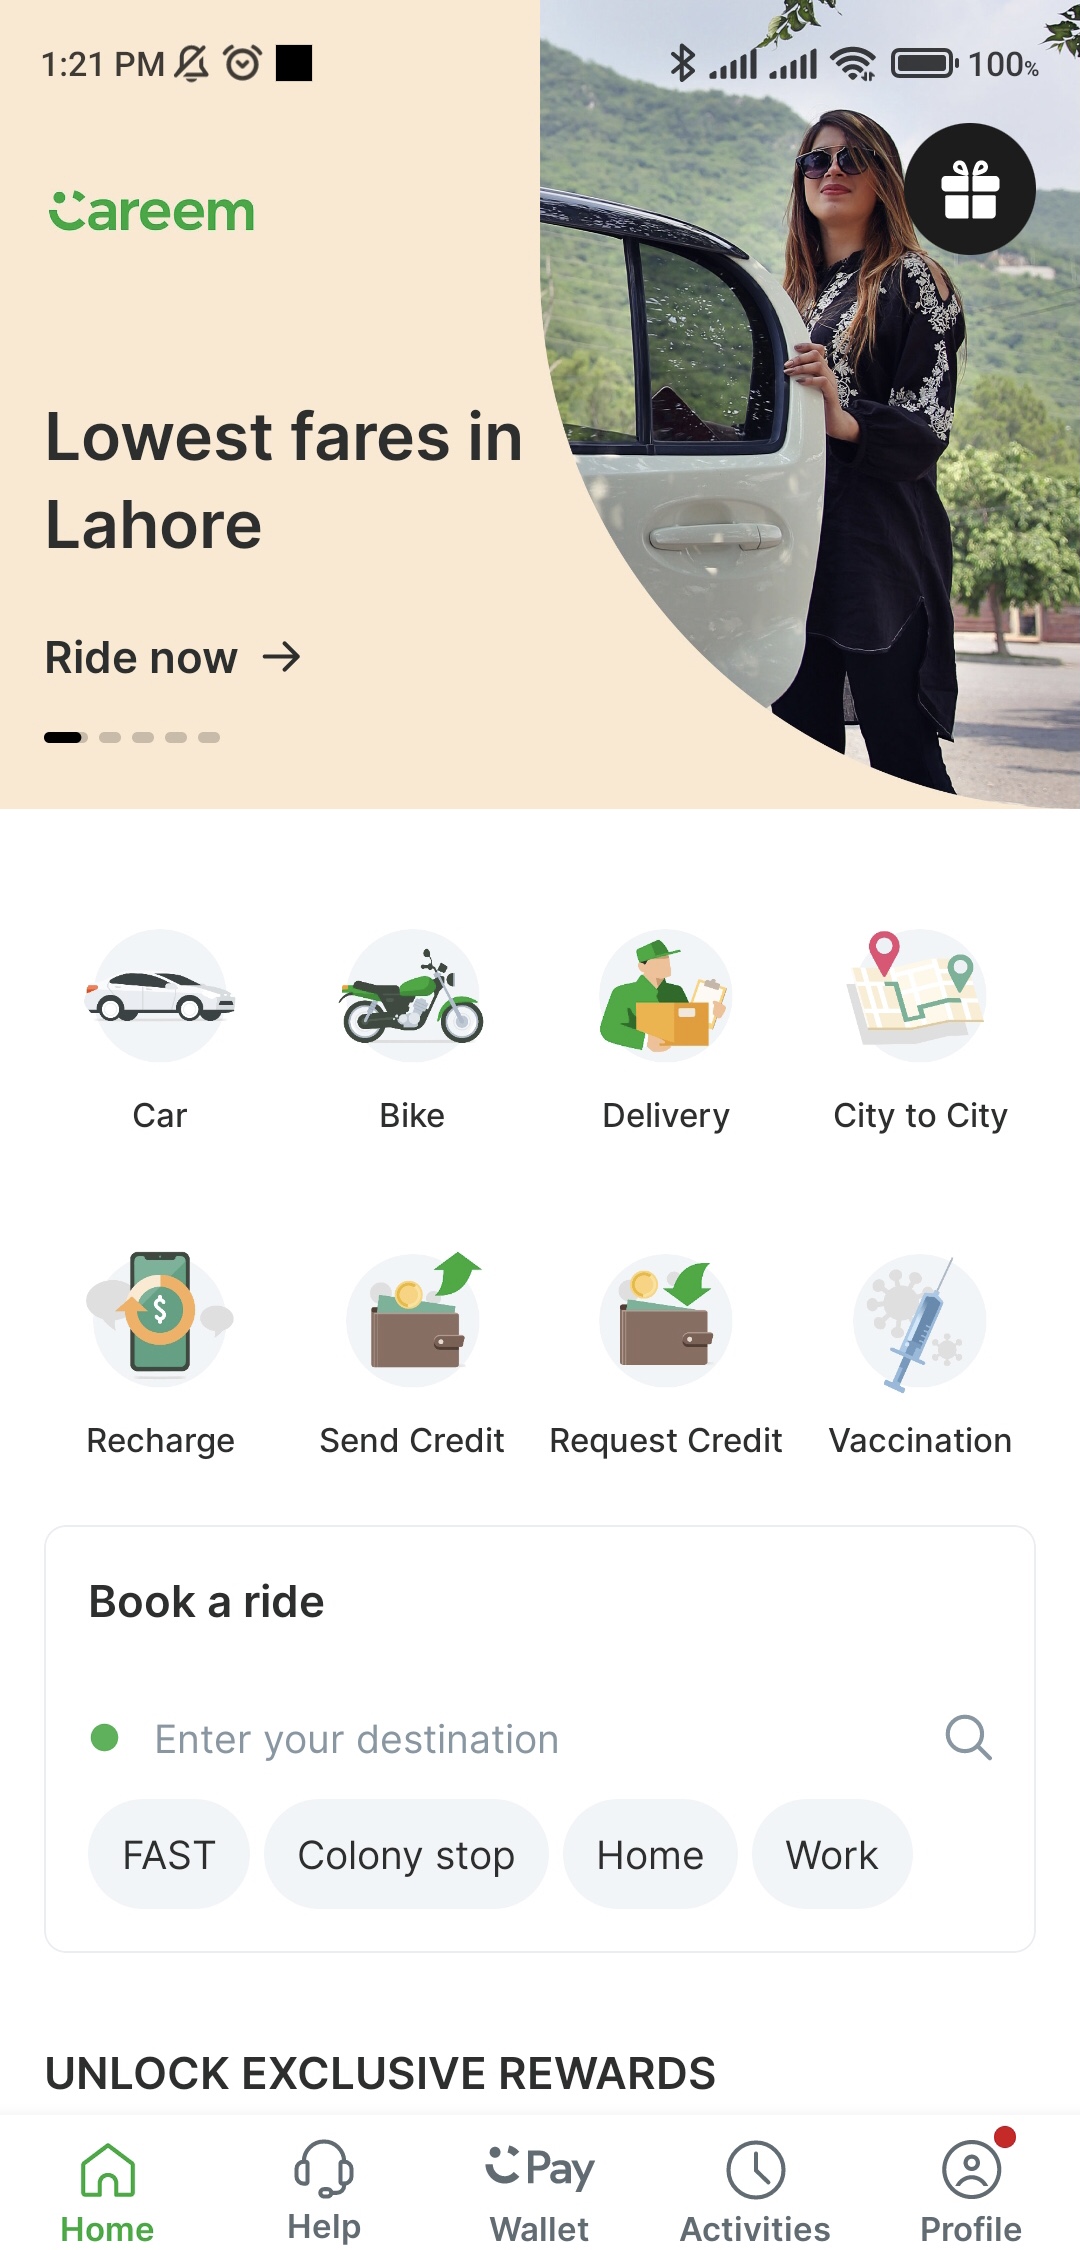 1:21 PM 100%
Careem
Lowest fares in
Lahore
Ride now
Car Bike Delivery City to City
$
Recharge Send Credit Request Credit Vaccination
Book a ride
Enter your destination
FAST Colony stop Home Work
UNLOCK EXCLUSIVE REWARDS
Pay
Home Help Wallet Activities Profile